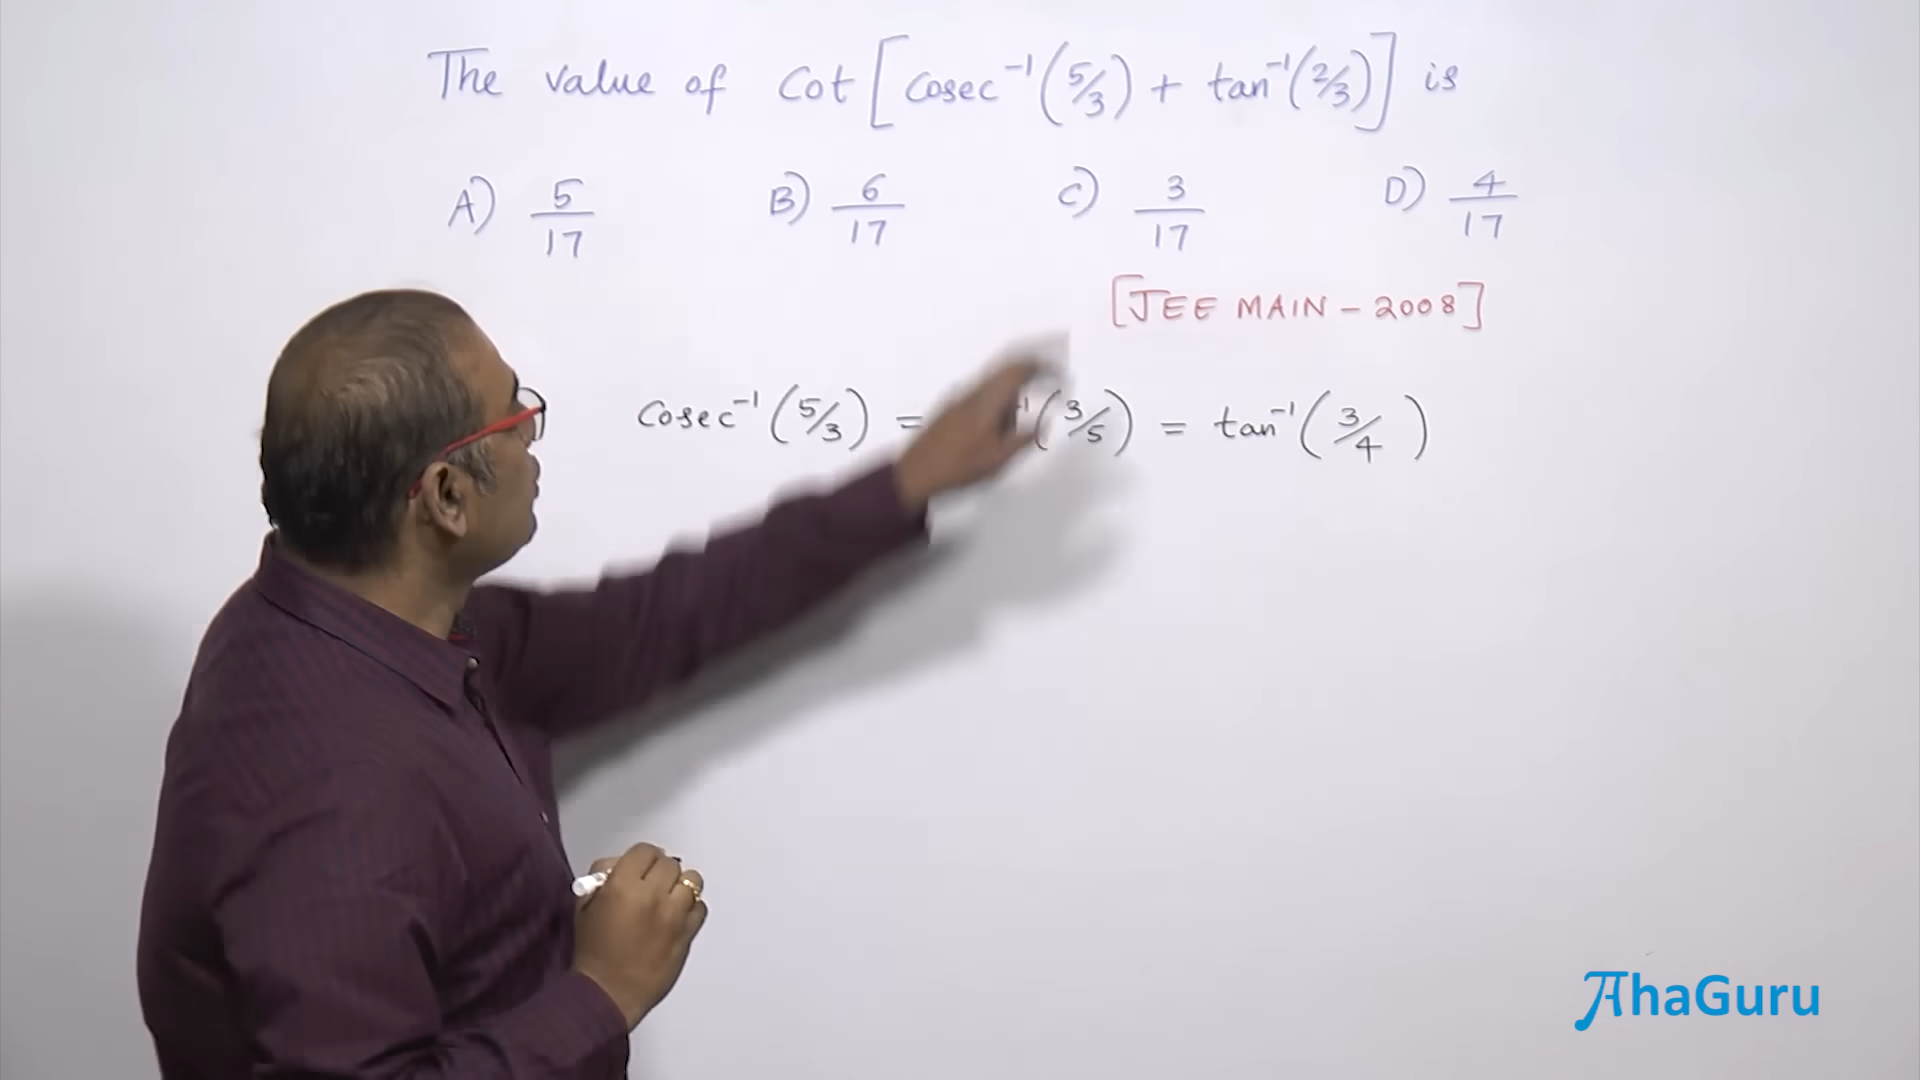 The value of Cot [Cosec⁻¹(5/3) + tan⁻¹(2/3)] is
A) 5/17 B) 6/17 C) 3/17 D) 4/17
[JEE MAIN - 2008]
Cosec⁻¹(5/3) = ⁻¹(3/5) = tan⁻¹(3/4 )
AhaGuru